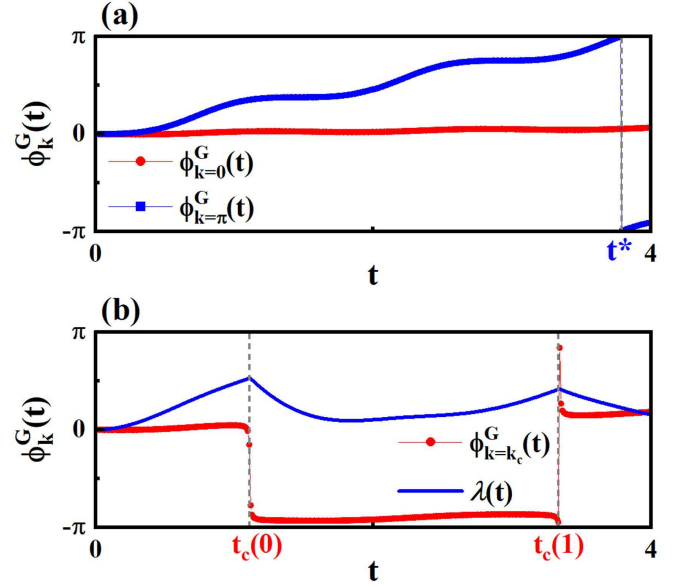 (a)
π
0
-π
ϕ_k^G(t)
ϕ_{k=0}^G(t)
ϕ_{k=π}^G(t)
0
t
t*
4
(b)
π
0
-π
ϕ_k^G(t)
ϕ_{k=k_c}^G(t)
λ(t)
0
t_c(0)
t
t_c(1)
4